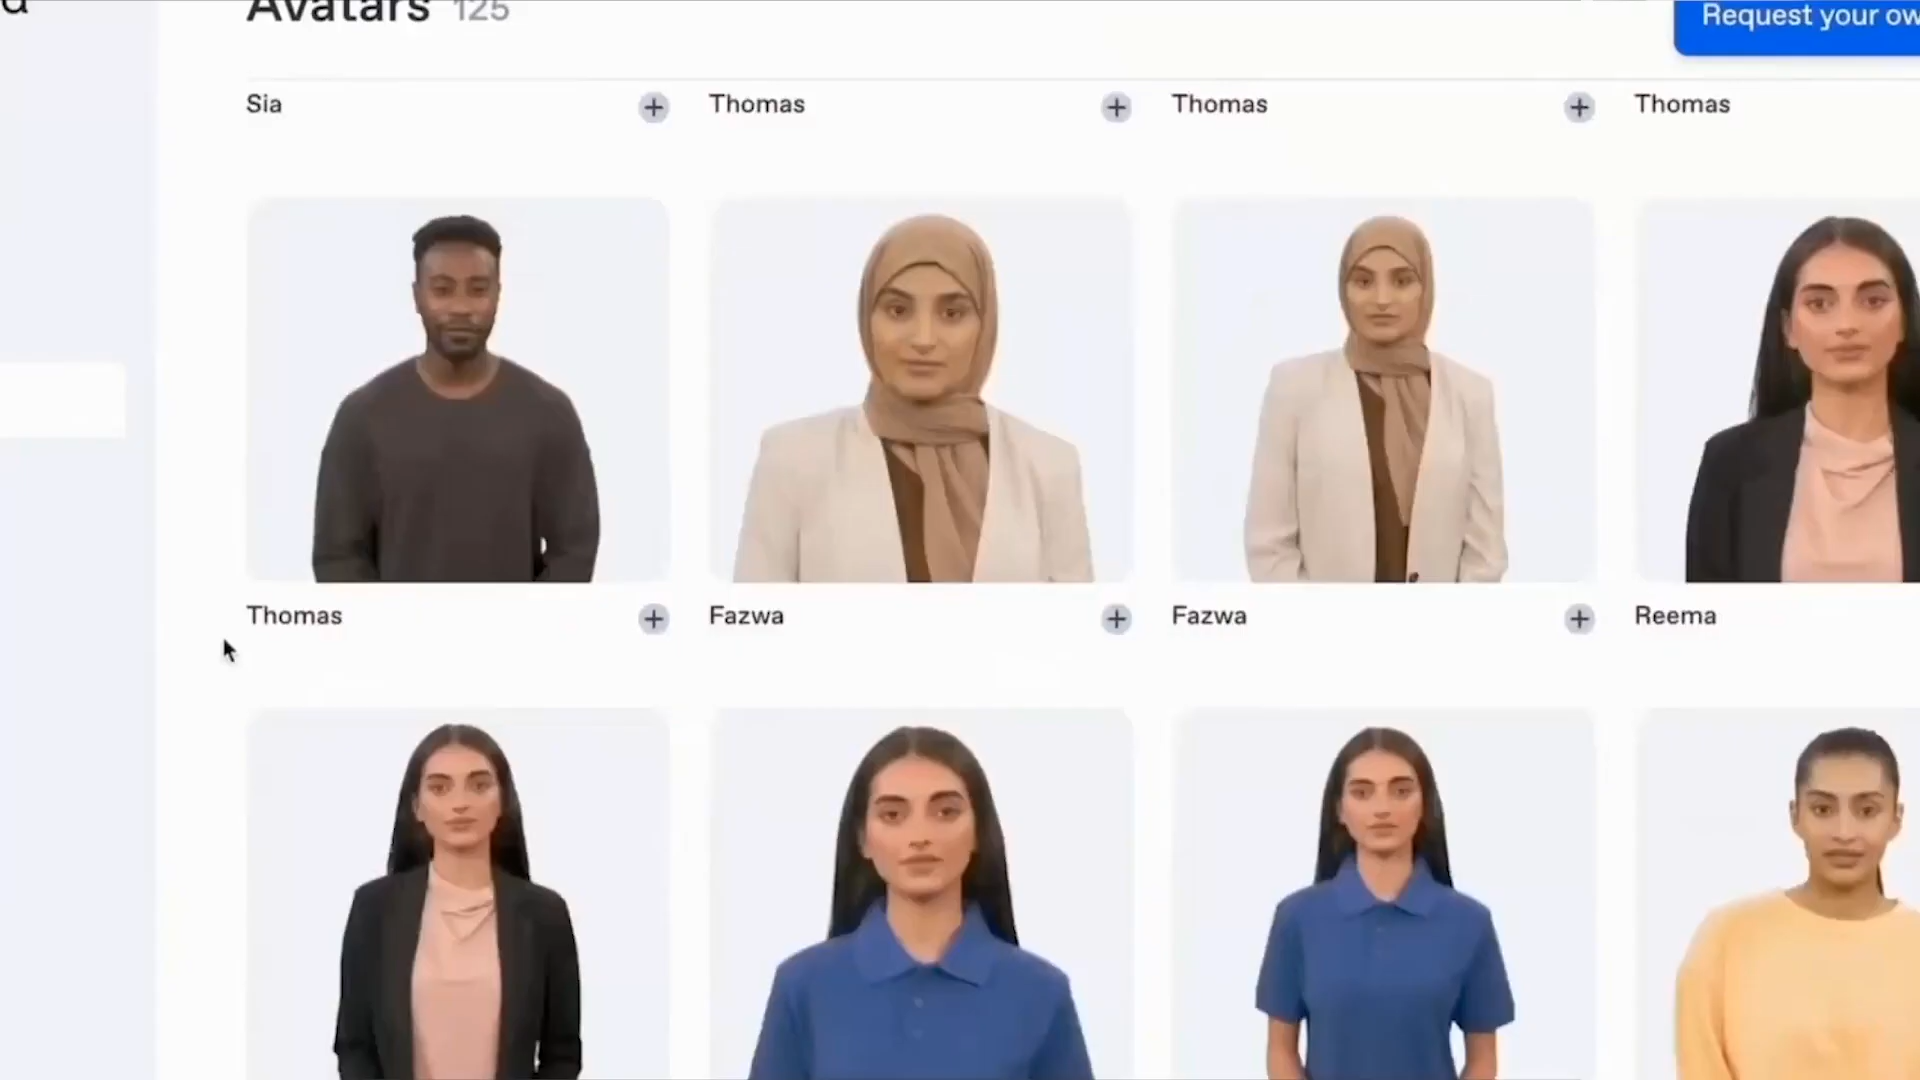 Avatars 125
Request your ow
Sia
Thomas
Thomas
Thomas
Thomas
Fazwa
Fazwa
Reema